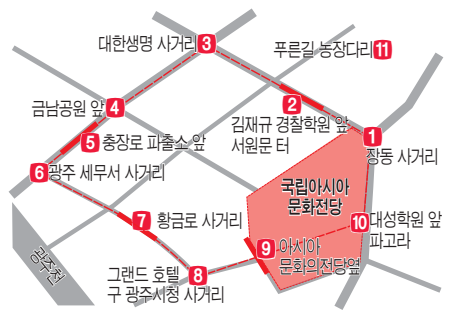 대한생명 사거리 3
푸른길 농장다리 11
금남공원 앞 4
2
김재규 경찰학원 앞
서원문 터
1
장동 사거리
5 충장로 파출소 앞
6 광주 세무서 사거리
국립아시아
문화전당
7 황금로 사거리
10 대성학원 앞
파고라
9 아시아
문화의전당옆
광주천
그랜드 호텔 8
구 광주시청 사거리